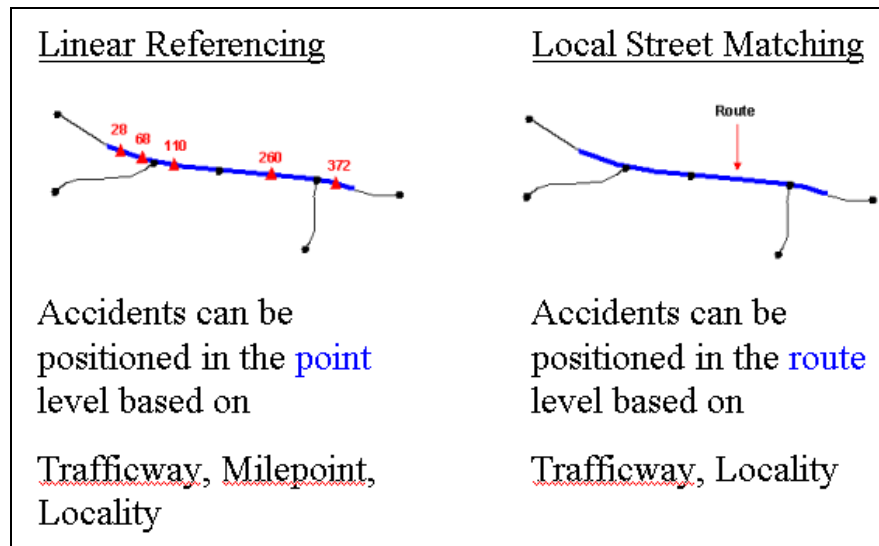 Linear Referencing
28
68
110
260
372
Accidents can be
positioned in the point
level based on
Trafficway, Milepoint,
Locality
Local Street Matching
Route
Accidents can be
positioned in the route
level based on
Trafficway, Locality